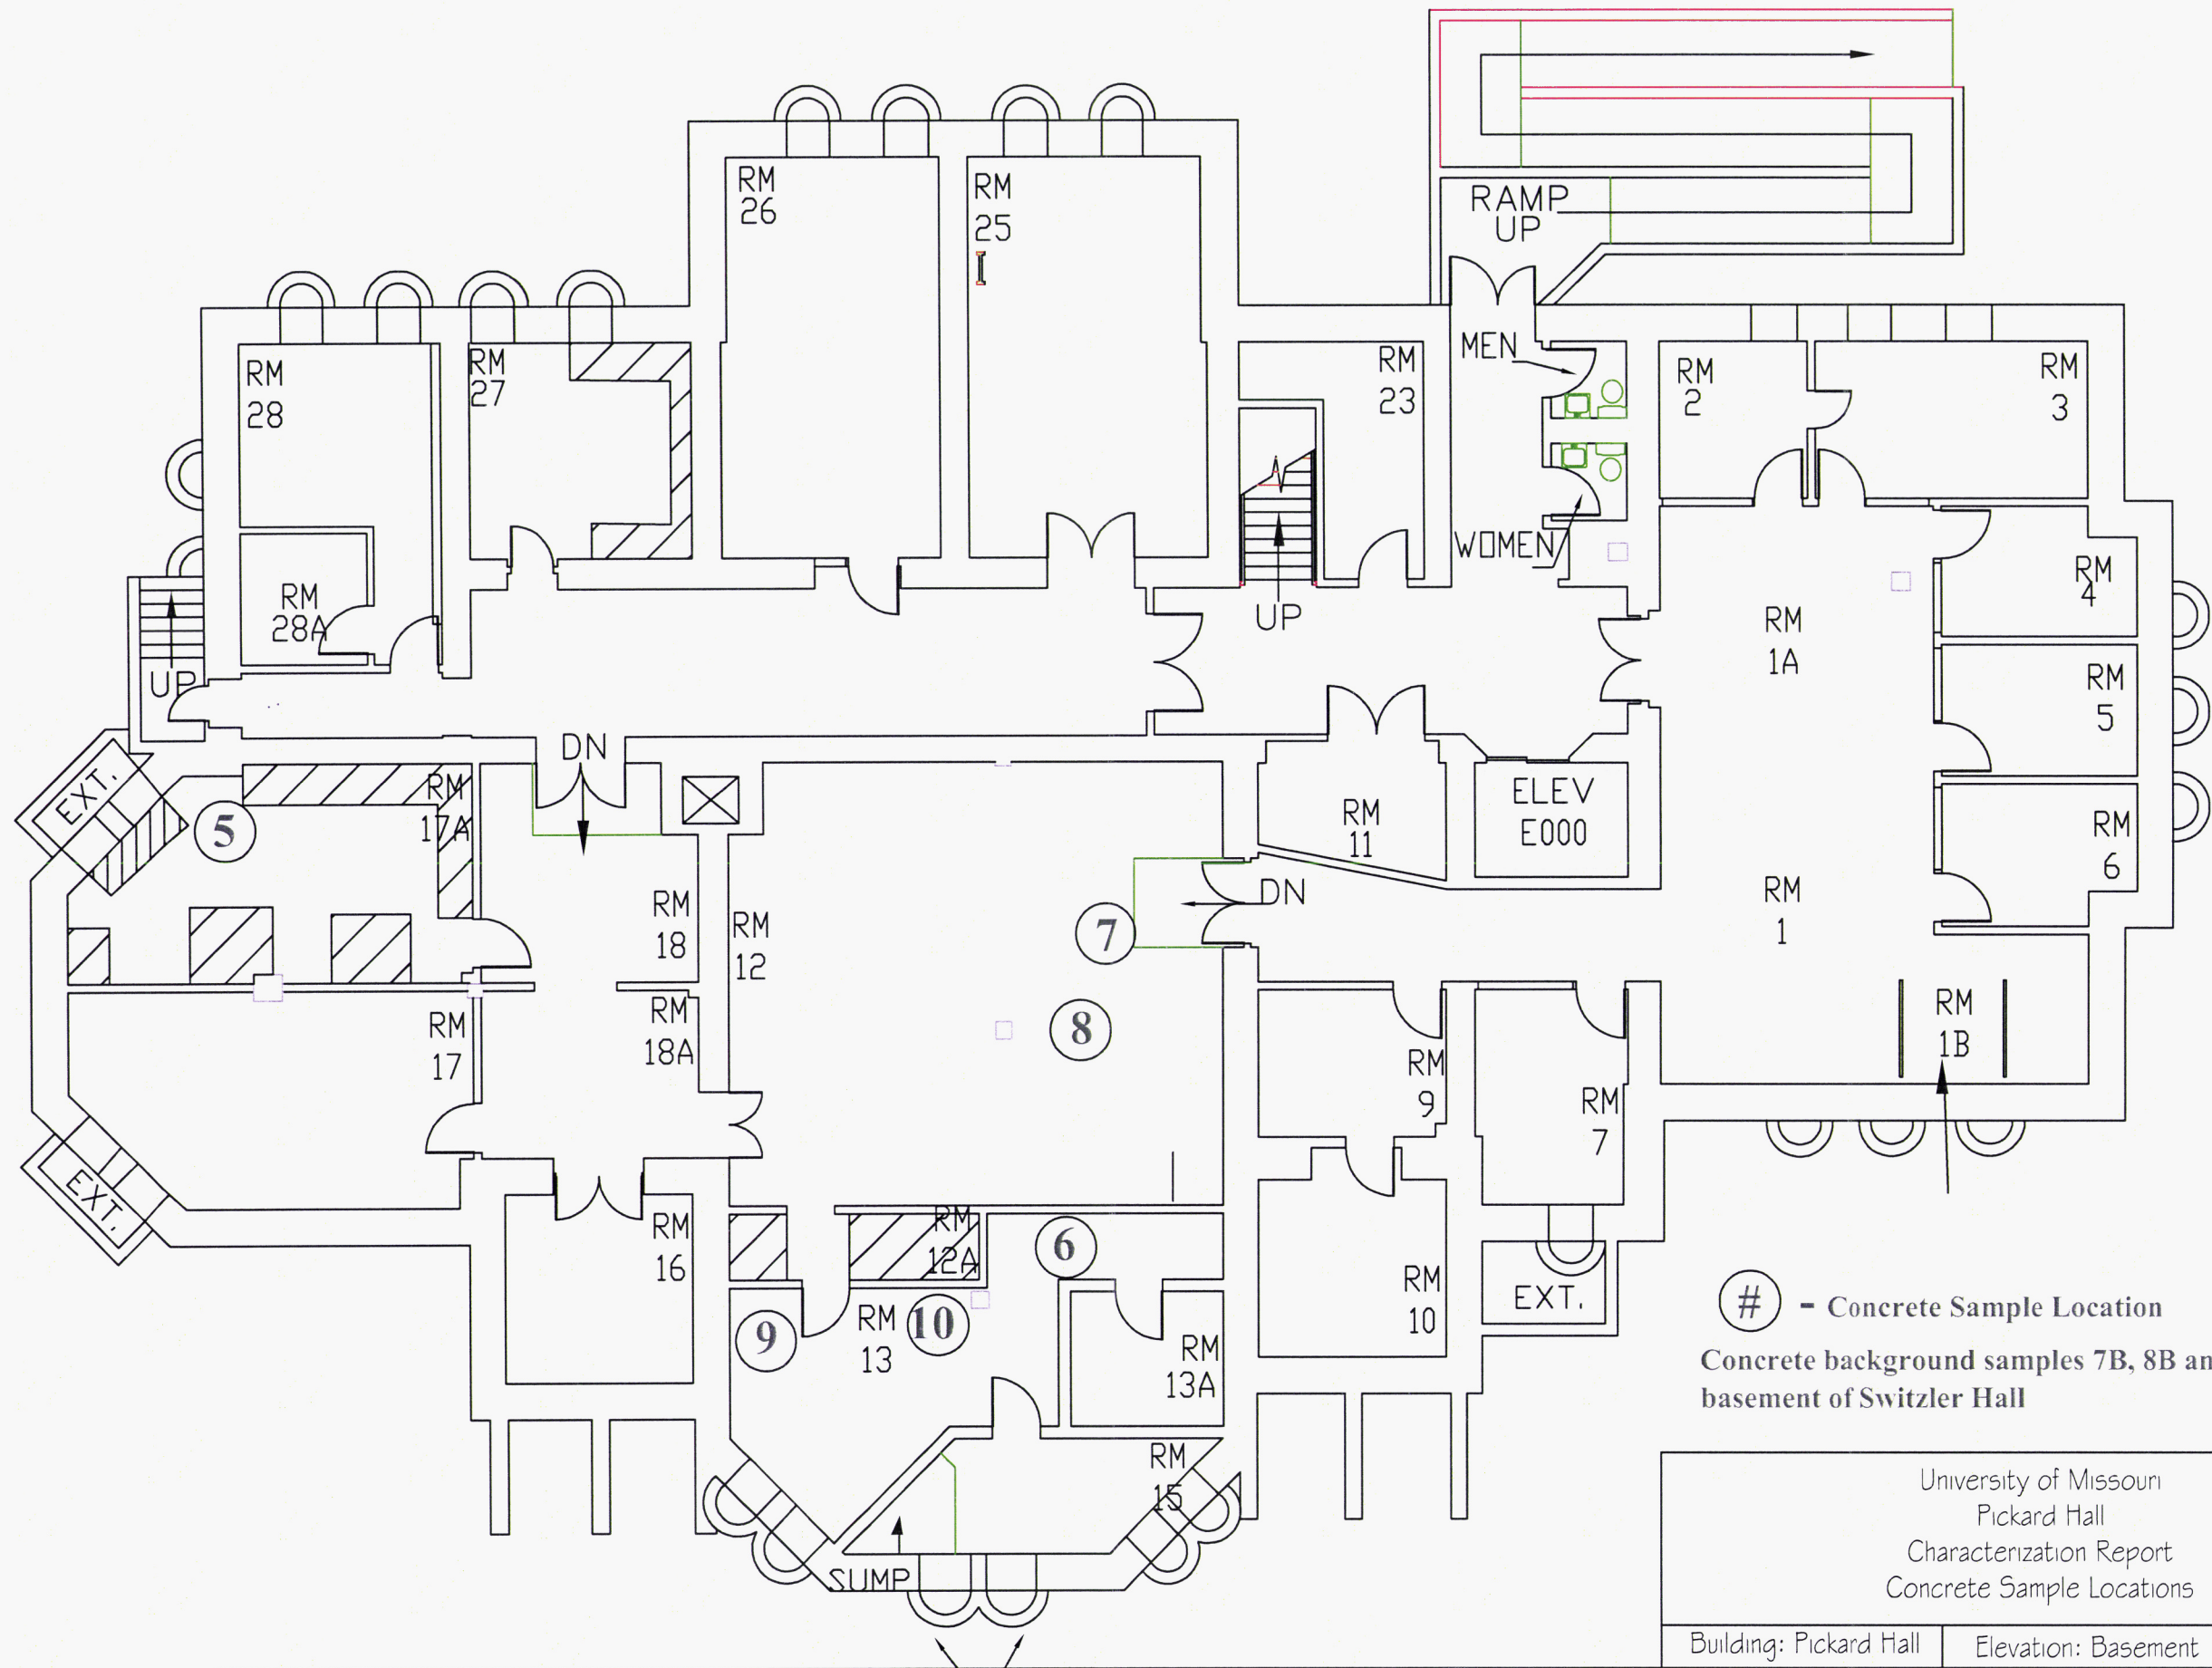 RAMP
UP
RM
26
RM
25
MEN
RM
23
RM
2
RM
3
RM
28
RM
27
WOMEN
RM
28A
UP
UP
RM
1A
RM
4
RM
5
RM
6
DN
EXT.
5
RM
17A
RM
11
ELEV
E000
DN
7
RM
18
RM
12
RM
1
RM
17
RM
18A
8
RM
9
RM
7
RM
1B
EXT.
RM
16
RM
12A
6
RM
10
EXT.
9
RM
13
10
RM
13A
RM
15
SUMP
# - Concrete Sample Location
Concrete background samples 7B, 8B an
basement of Switzler Hall
University of Missouri
Pickard Hall
Characterization Report
Concrete Sample Locations
Building: Pickard Hall
Elevation: Basement